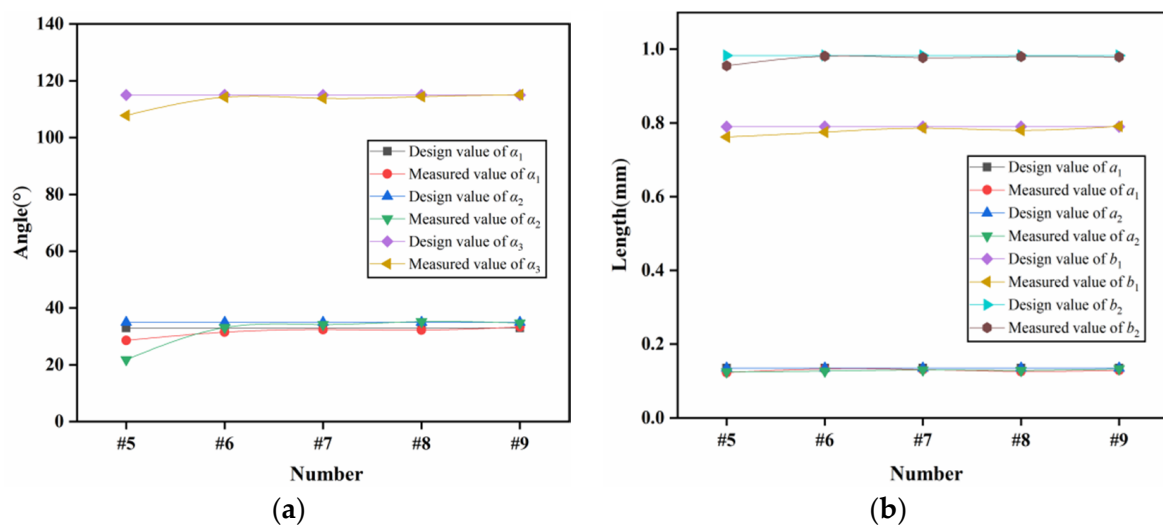 140
120
100
80
60
40
20
0
Angle(°)
Design value of α1
Measured value of α1
Design value of α2
Measured value of α2
Design value of α3
Measured value of α3
#5 #6 #7 #8 #9
Number
(a)
1.0
0.8
0.6
0.4
0.2
0.0
Length(mm)
Design value of a1
Measured value of a1
Design value of a2
Measured value of a2
Design value of b1
Measured value of b1
Design value of b2
Measured value of b2
#5 #6 #7 #8 #9
Number
(b)